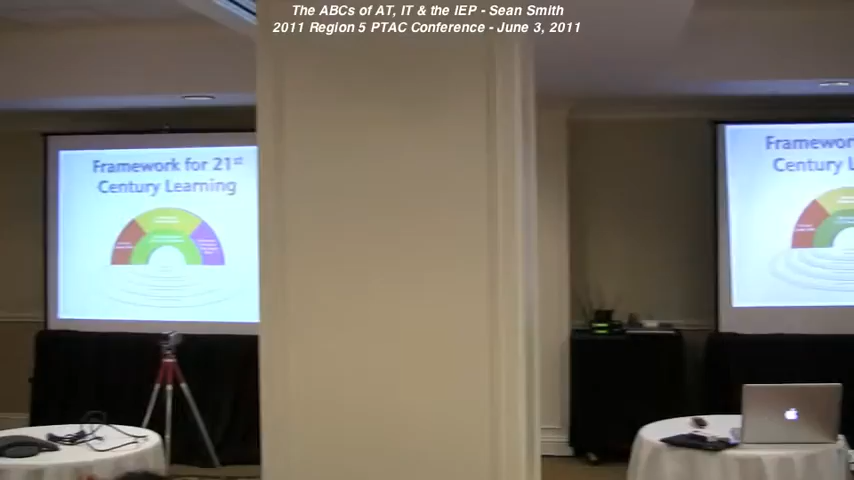 The ABCs of AT, IT & the IEP - Sean Smith
2011 Region 5 PTAC Conference - June 3, 2011
Framework for 21st
Century Learning
Framewo
Century L